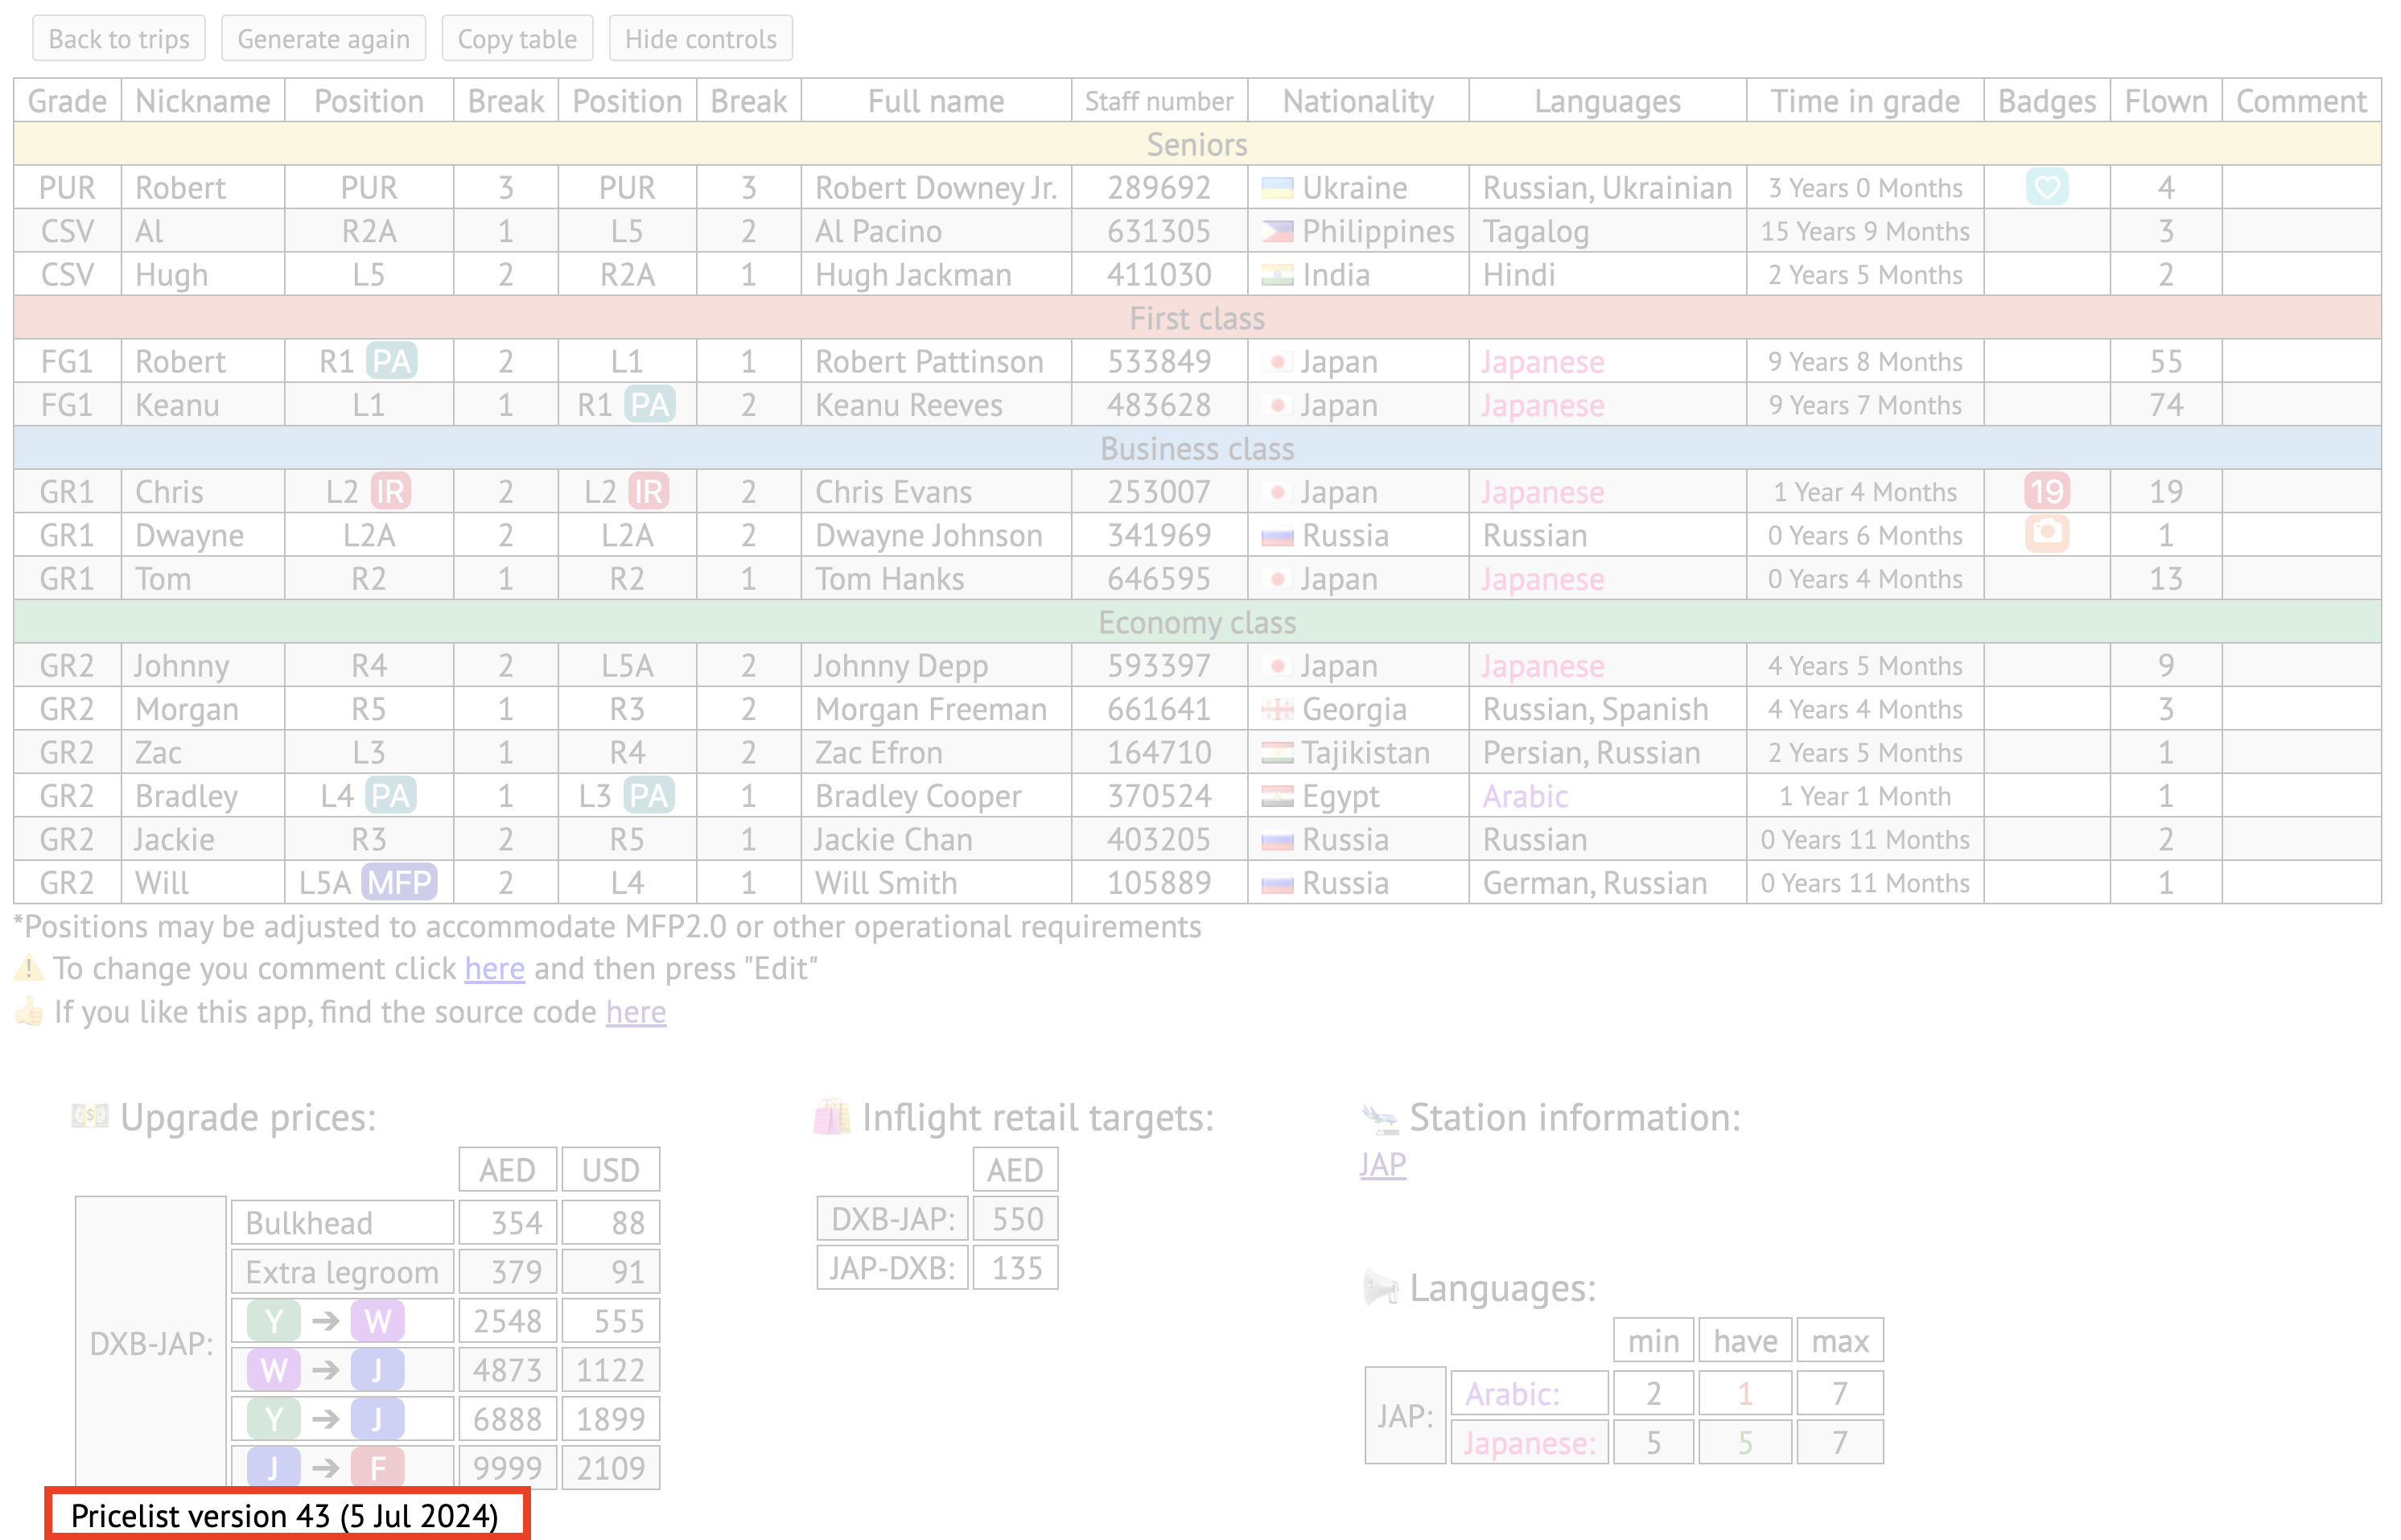 Back to trips Generate again Copy table Hide controls
Grade Nickname Position Break Position Break Full name Staff number Nationality Languages Time in grade Badges Flown Comment
Seniors
PUR Robert PUR 3 PUR 3 Robert Downey Jr. 289692 Ukraine Russian, Ukrainian 3 Years 0 Months 4
CSV Al R2A 1 L5 2 Al Pacino 631305 Philippines Tagalog 15 Years 9 Months 3
CSV Hugh L5 2 R2A 1 Hugh Jackman 411030 India Hindi 2 Years 5 Months 2
First class
FG1 Robert R1 PA 2 L1 1 Robert Pattinson 533849 Japan Japanese 9 Years 8 Months 55
FG1 Keanu L1 1 R1 PA 2 Keanu Reeves 483628 Japan Japanese 9 Years 7 Months 74
Business class
GR1 Chris L2 IR 2 L2 IR 2 Chris Evans 253007 Japan Japanese 1 Year 4 Months 19 19
GR1 Dwayne L2A 2 L2A 2 Dwayne Johnson 341969 Russia Russian 0 Years 6 Months 1
GR1 Tom R2 1 R2 1 Tom Hanks 646595 Japan Japanese 0 Years 4 Months 13
Economy class
GR2 Johnny R4 2 L5A 2 Johnny Depp 593397 Japan Japanese 4 Years 5 Months 9
GR2 Morgan R5 1 R3 2 Morgan Freeman 661641 Georgia Russian, Spanish 4 Years 4 Months 3
GR2 Zac L3 1 R4 2 Zac Efron 164710 Tajikistan Persian, Russian 2 Years 5 Months 1
GR2 Bradley L4 PA 1 L3 PA 1 Bradley Cooper 370524 Egypt Arabic 1 Year 1 Month 1
GR2 Jackie R3 2 R5 1 Jackie Chan 403205 Russia Russian 0 Years 11 Months 2
GR2 Will L5A MFP 2 L4 1 Will Smith 105889 Russia German, Russian 0 Years 11 Months 1
*Positions may be adjusted to accommodate MFP2.0 or other operational requirements
To change you comment click here and then press "Edit"
If you like this app, find the source code here
Upgrade prices:
AED USD
DXB-JAP:
Bulkhead 354 88
Extra legroom 379 91
Y ➔ W 2548 555
W ➔ J 4873 1122
Y ➔ J 6888 1899
J ➔ F 9999 2109
Pricelist version 43 (5 Jul 2024)
Inflight retail targets:
AED
DXB-JAP: 550
JAP-DXB: 135
Station information:
JAP
Languages:
min have max
JAP:
Arabic: 2 1 7
Japanese: 5 5 7